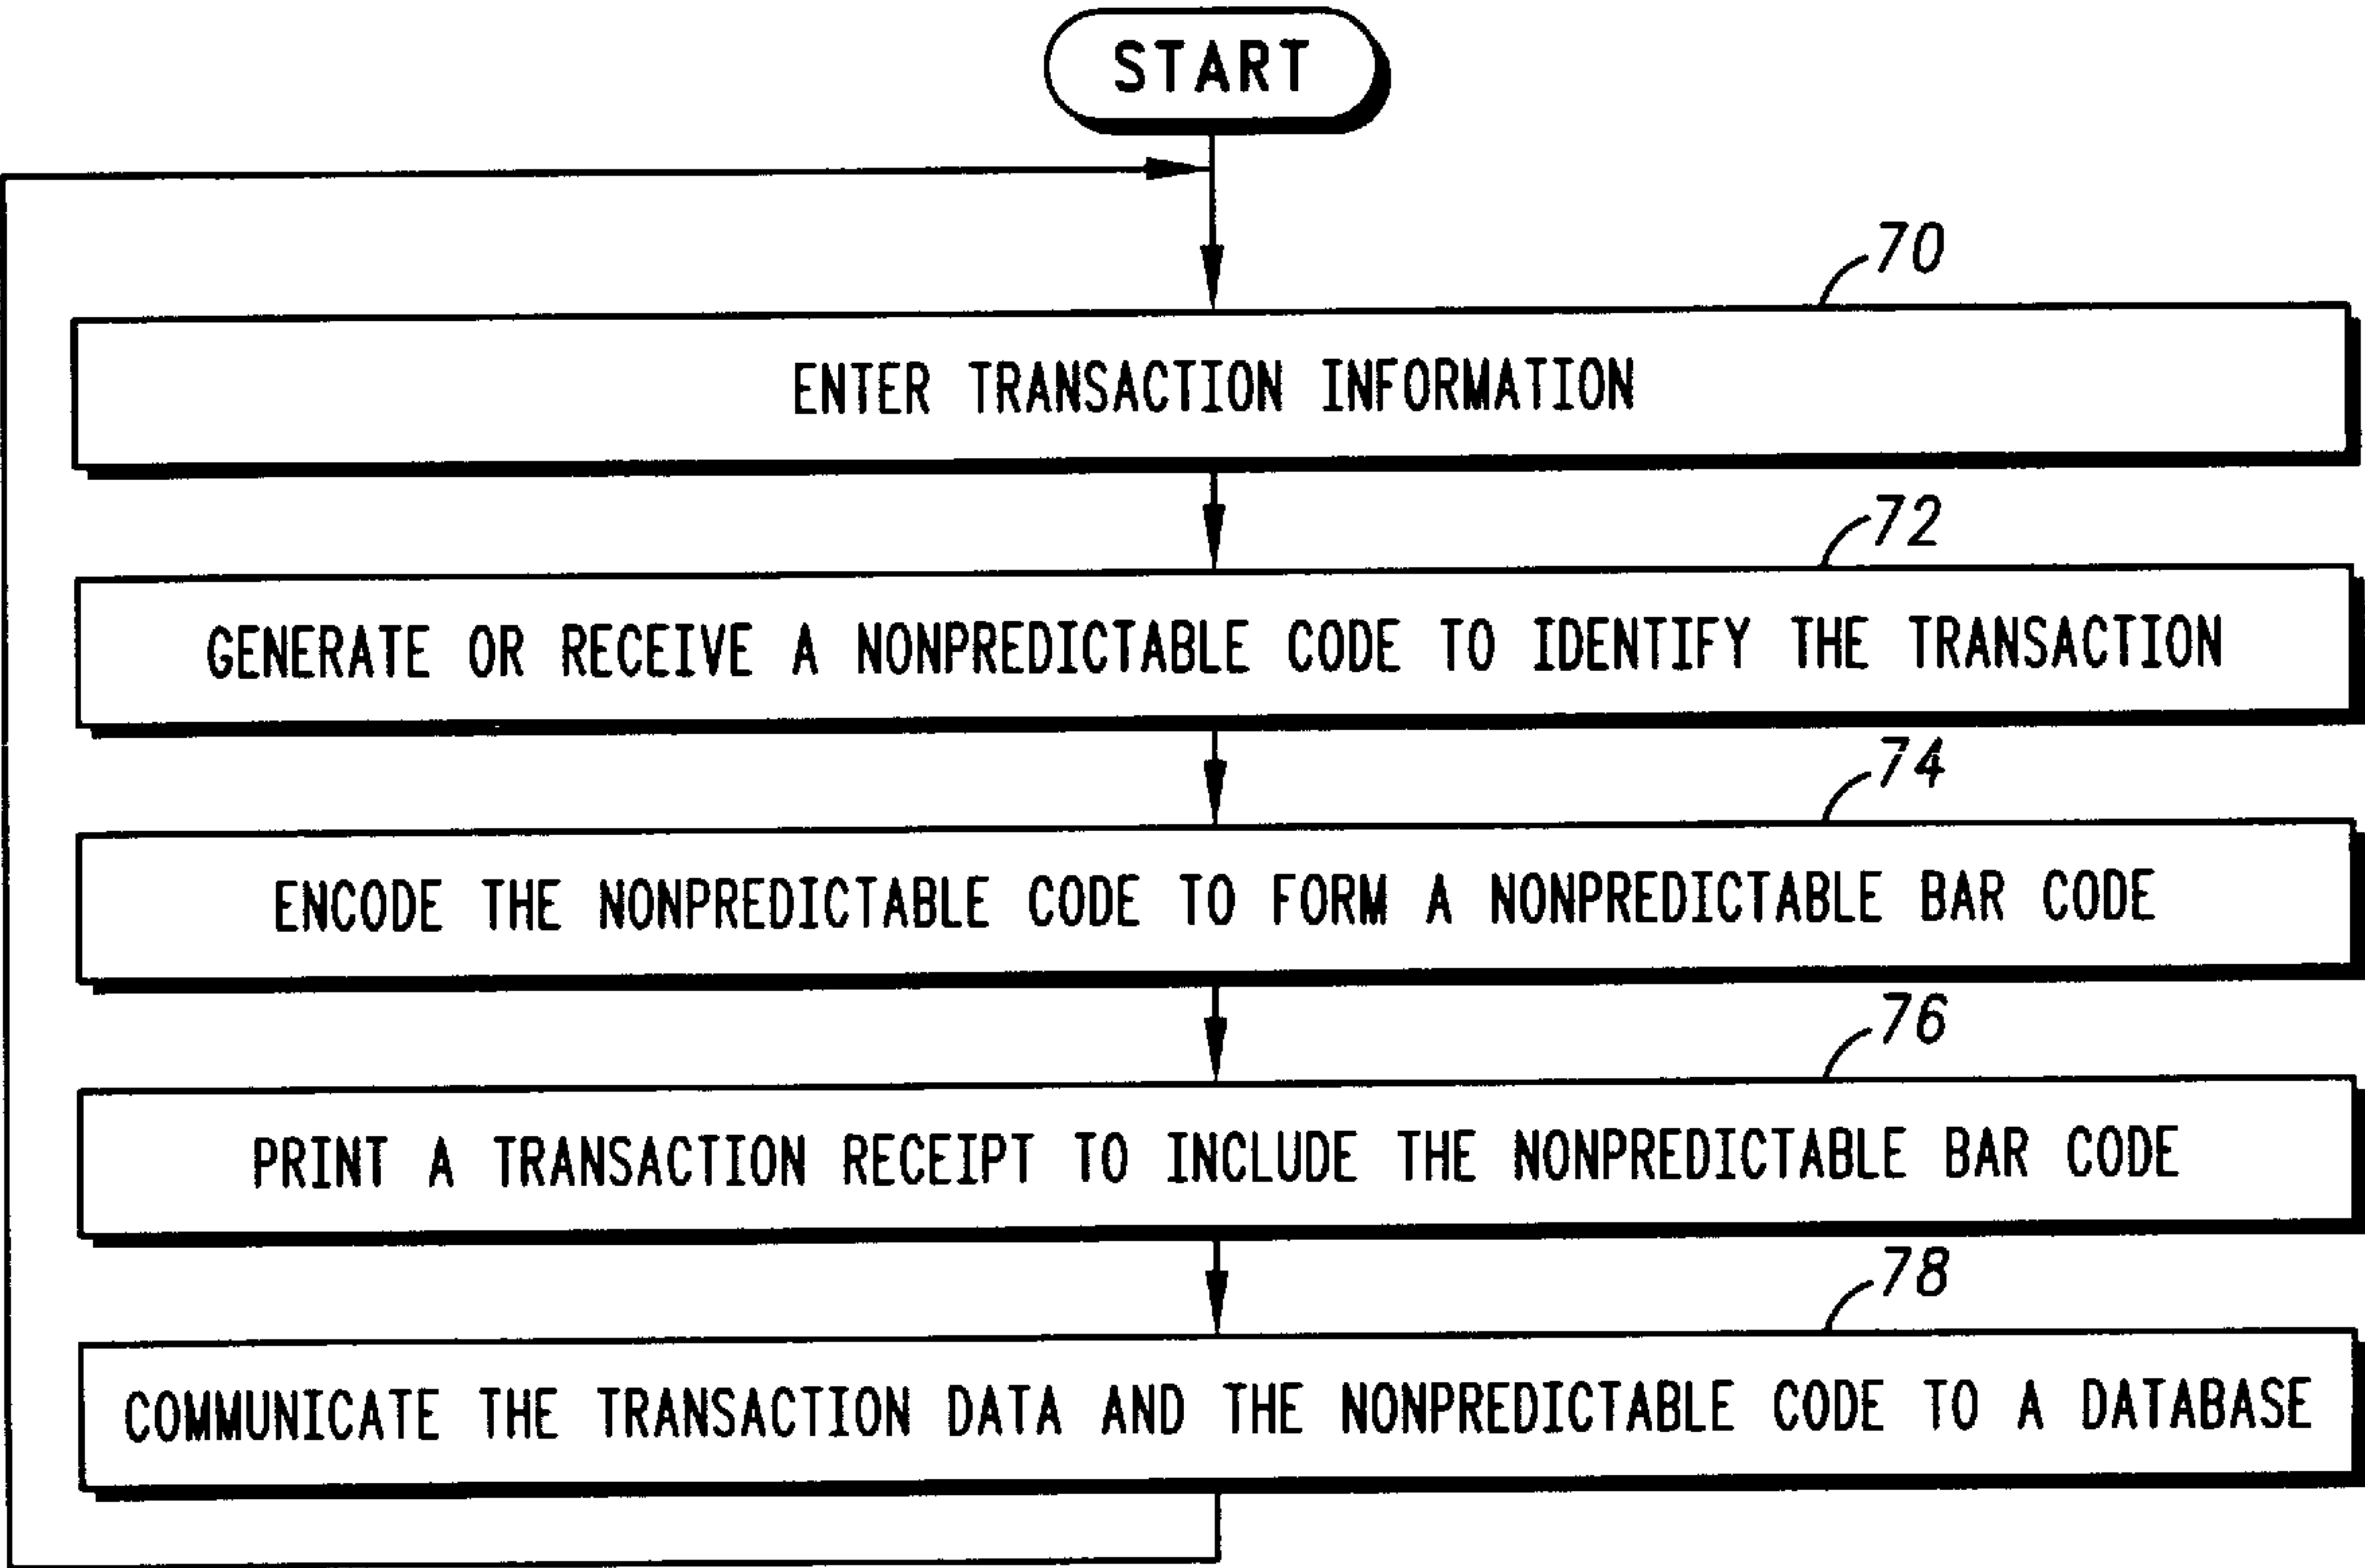 START
70
ENTER TRANSACTION INFORMATION
72
GENERATE OR RECEIVE A NONPREDICTABLE CODE TO IDENTIFY THE TRANSACTION
74
ENCODE THE NONPREDICTABLE CODE TO FORM A NONPREDICTABLE BAR CODE
76
PRINT A TRANSACTION RECEIPT TO INCLUDE THE NONPREDICTABLE BAR CODE
78
COMMUNICATE THE TRANSACTION DATA AND THE NONPREDICTABLE CODE TO A DATABASE